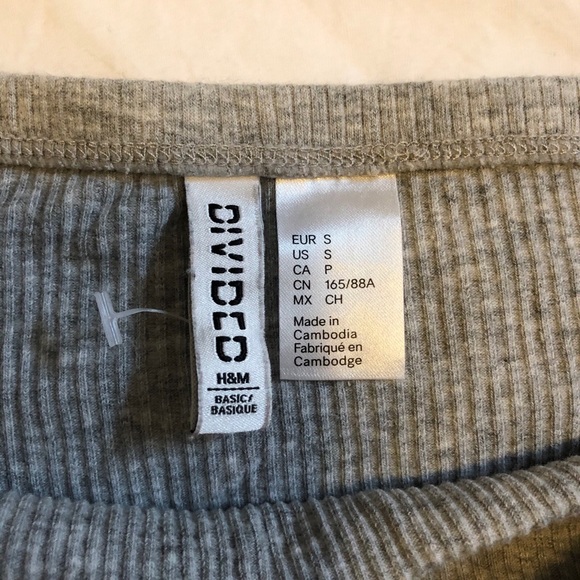 DIVIDED
H&M
BASIC/
BASIQUE
EUR S
US S
CA P
CN 165/88A
MX CH
Made in
Cambodia
Fabriqué en
Cambodge